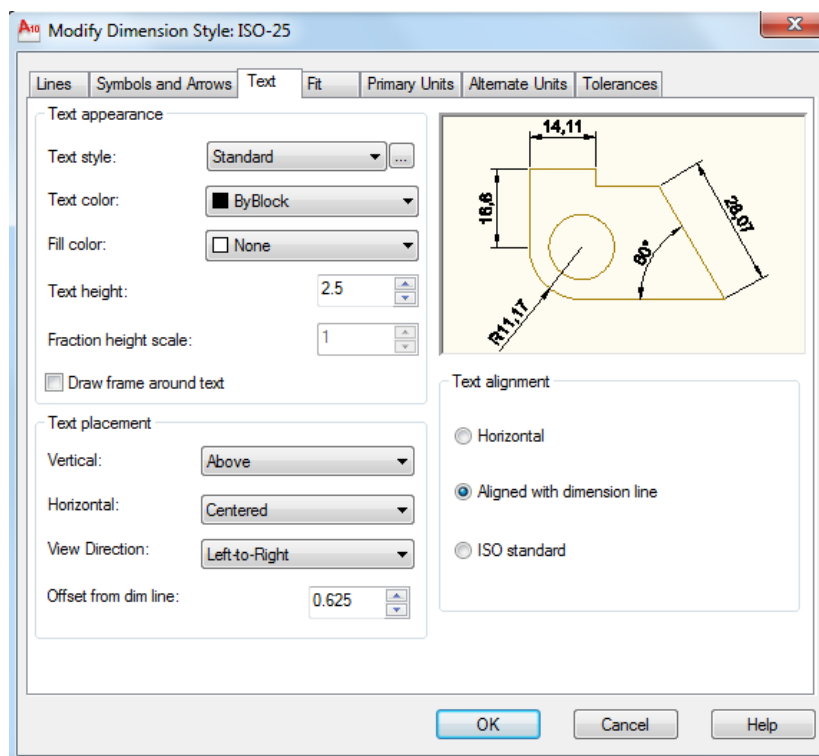 A10 Modify Dimension Style: ISO-25
X
Lines Symbols and Arrows Text Fit Primary Units Alternate Units Tolerances
Text appearance
Text style: Standard ...
Text color: ByBlock
Fill color: None
Text height: 2.5
Fraction height scale: 1
Draw frame around text
Text placement
Vertical: Above
Horizontal: Centered
View Direction: Left-to-Right
Offset from dim line: 0.625
14,11
16,6
28,07
60°
R11,17
Text alignment
Horizontal
Aligned with dimension line
ISO standard
OK Cancel Help